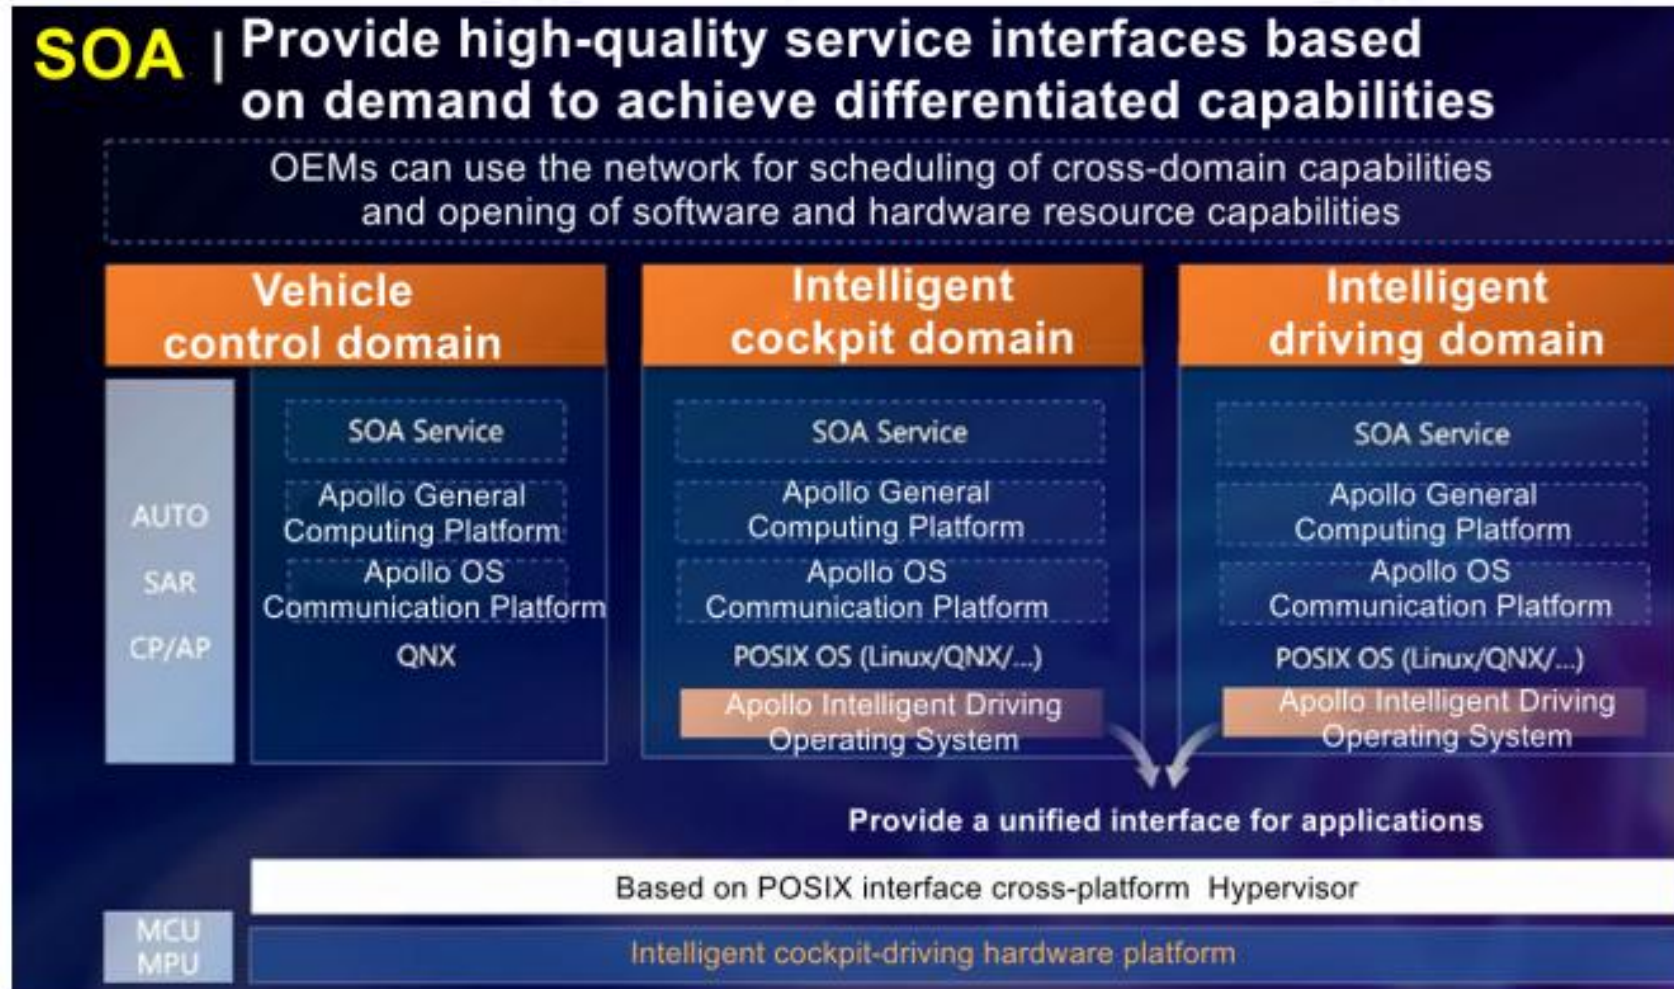 SOA | Provide high-quality service interfaces based
on demand to achieve differentiated capabilities
OEMs can use the network for scheduling of cross-domain capabilities
and opening of software and hardware resource capabilities
Vehicle
control domain
Intelligent
cockpit domain
Intelligent
driving domain
AUTO
SAR
CP/AP
SOA Service
Apollo General
Computing Platform
Apollo OS
Communication Platform
QNX
SOA Service
Apollo General
Computing Platform
Apollo OS
Communication Platform
POSIX OS (Linux/QNX/...)
Apollo Intelligent Driving
Operating System
SOA Service
Apollo General
Computing Platform
Apollo OS
Communication Platform
POSIX OS (Linux/QNX/...)
Apollo Intelligent Driving
Operating System
Provide a unified interface for applications
Based on POSIX interface cross-platform Hypervisor
MCU
MPU
Intelligent cockpit-driving hardware platform